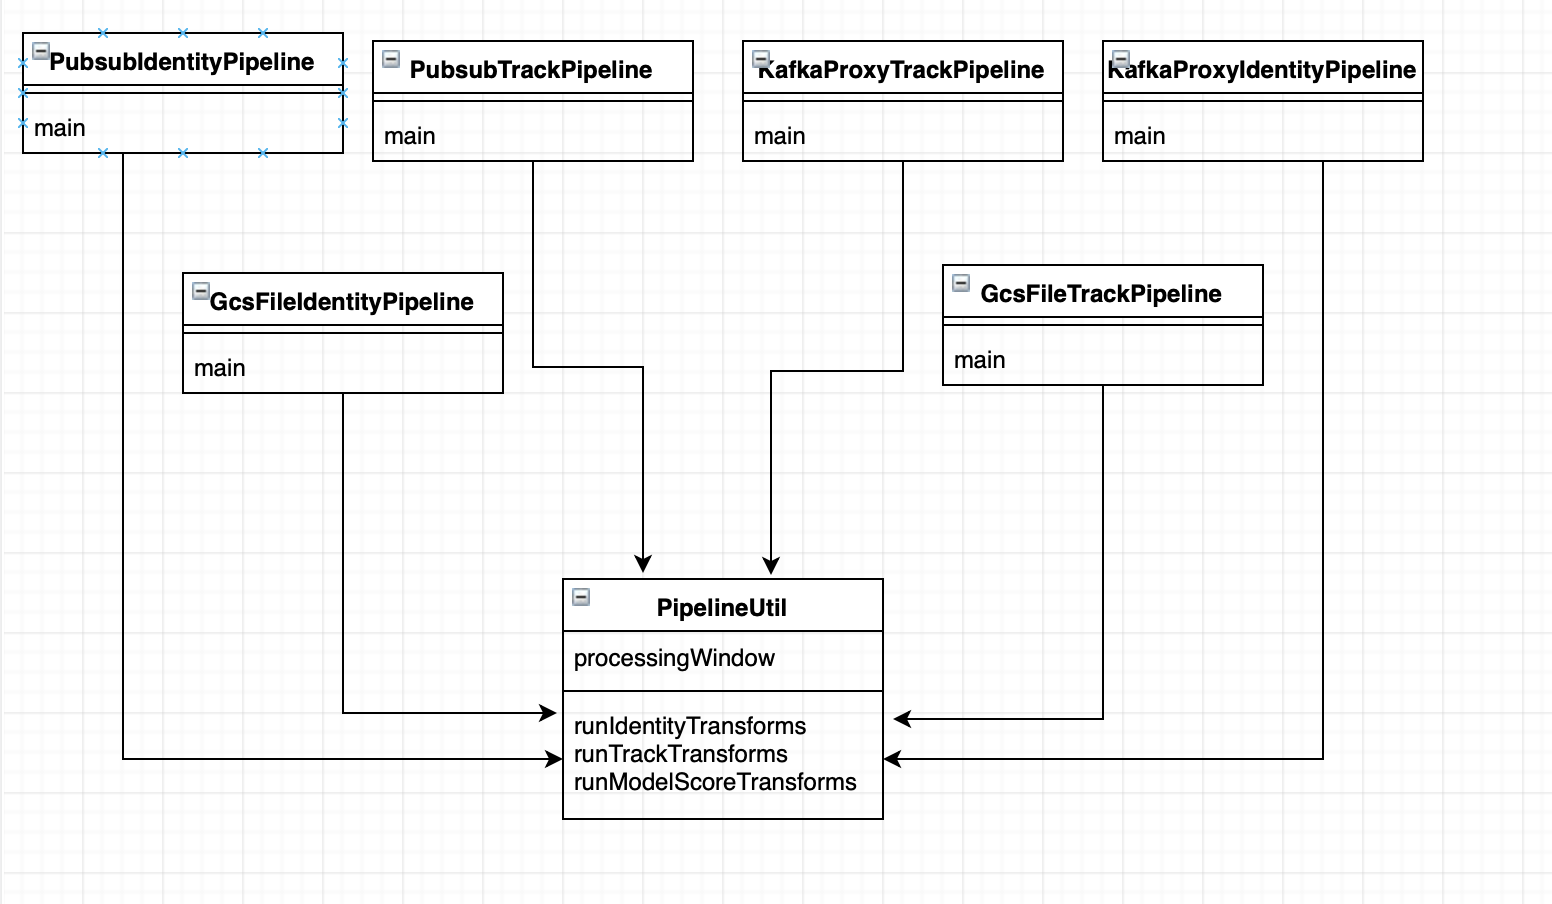 PubsubIdentityPipeline
main
PubsubTrackPipeline
main
KafkaProxyTrackPipeline
main
KafkaProxyIdentityPipeline
main
GcsFileIdentityPipeline
main
GcsFileTrackPipeline
main
PipelineUtil
processingWindow
runIdentityTransforms
runTrackTransforms
runModelScoreTransforms